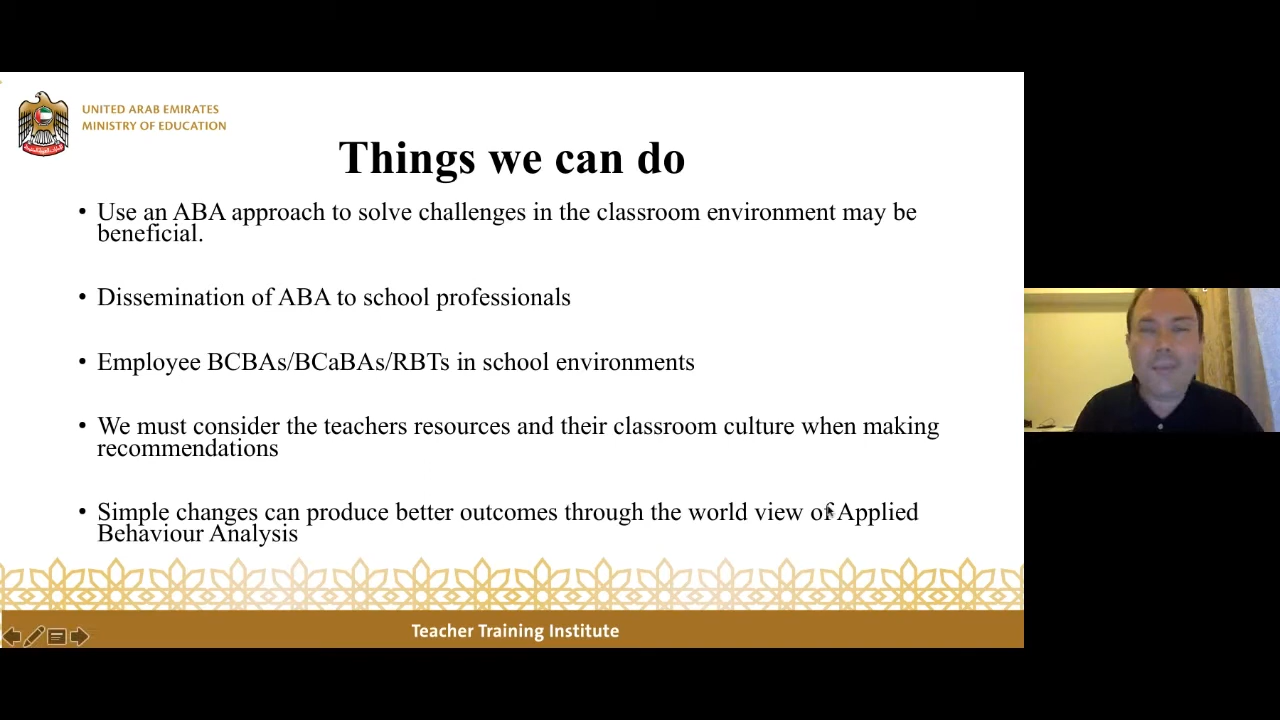 UNITED ARAB EMIRATES
MINISTRY OF EDUCATION
Things we can do
• Use an ABA approach to solve challenges in the classroom environment may be
beneficial.
• Dissemination of ABA to school professionals
• Employee BCBAs/BCaBAs/RBTs in school environments
• We must consider the teachers resources and their classroom culture when making
recommendations
• Simple changes can produce better outcomes through the world view of Applied
Behaviour Analysis
Teacher Training Institute